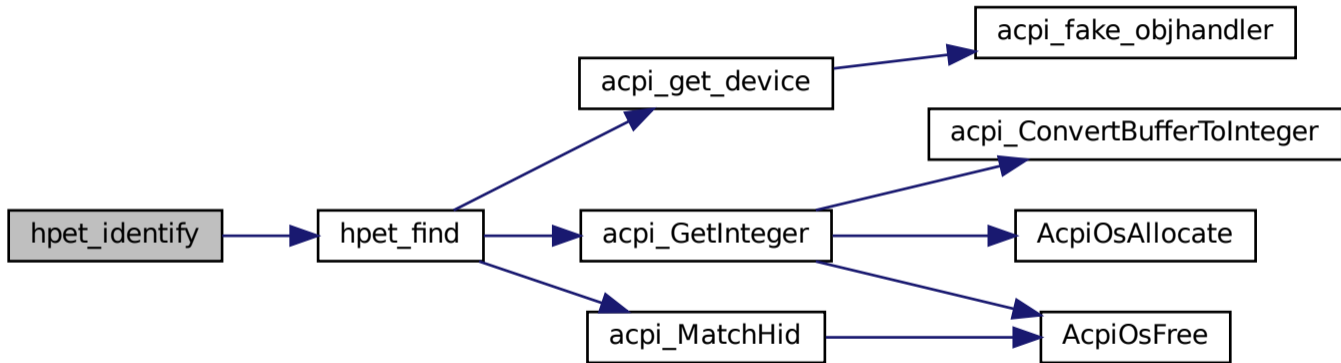 hpet_identify
hpet_find
acpi_get_device
acpi_GetInteger
acpi_MatchHid
acpi_fake_objhandler
acpi_ConvertBufferToInteger
AcpiOsAllocate
AcpiOsFree